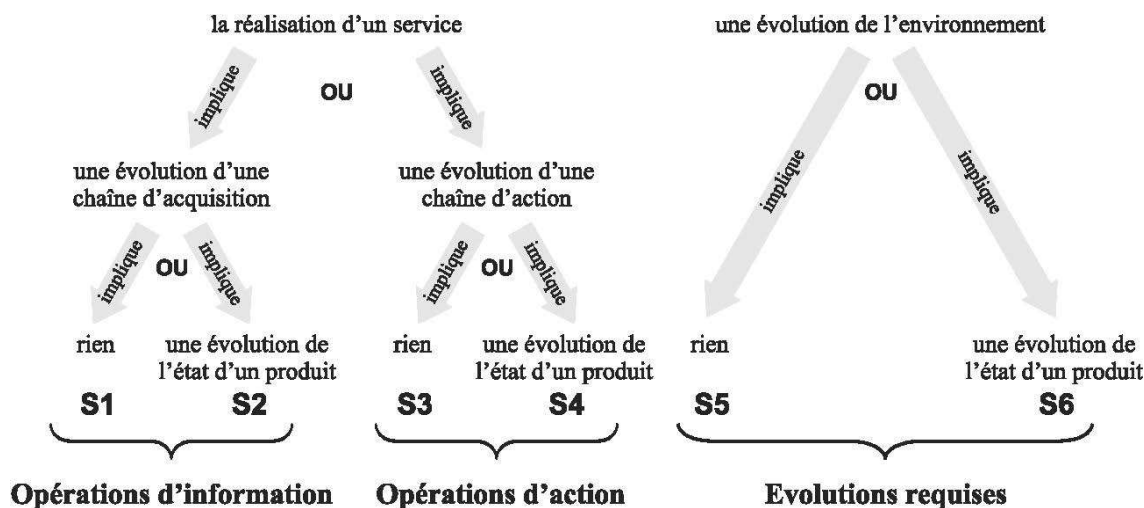 la réalisation d'un service
une évolution de l'environnement
implique
OU
implique
OU
une évolution d'une
chaîne d'acquisition
une évolution d'une
chaîne d'action
implique
implique
implique
OU
implique
implique
OU
implique
rien
une évolution de
l'état d'un produit
rien
une évolution de
l'état d'un produit
rien
une évolution de
l'état d'un produit
S1
S2
S3
S4
S5
S6
Opérations d'information
Opérations d'action
Evolutions requises